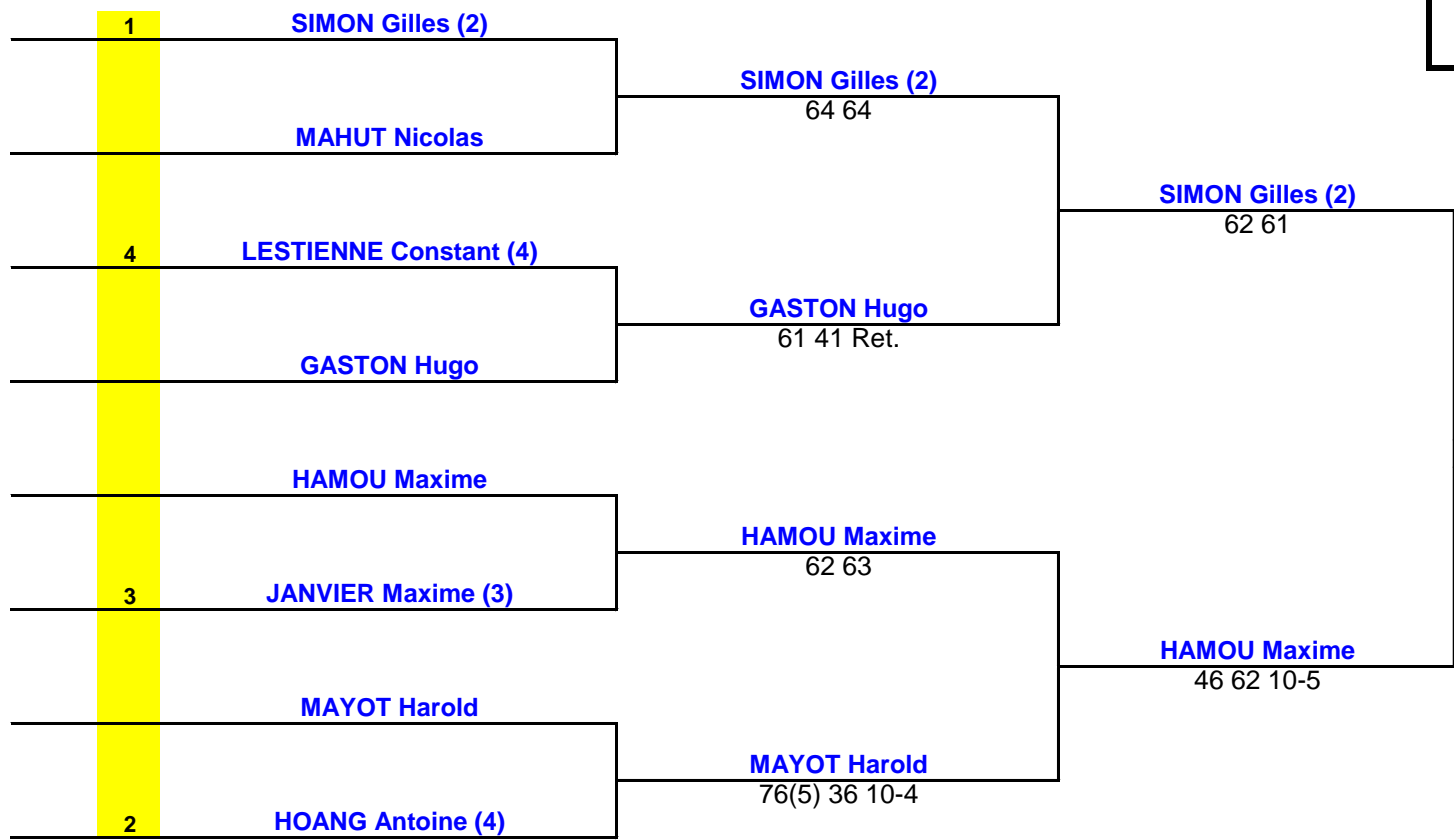 1 SIMON Gilles (2)
SIMON Gilles (2)
64 64
MAHUT Nicolas
SIMON Gilles (2)
62 61
4 LESTIENNE Constant (4)
GASTON Hugo
61 41 Ret.
GASTON Hugo
HAMOU Maxime
HAMOU Maxime
62 63
3 JANVIER Maxime (3)
HAMOU Maxime
46 62 10-5
MAYOT Harold
MAYOT Harold
76(5) 36 10-4
2 HOANG Antoine (4)